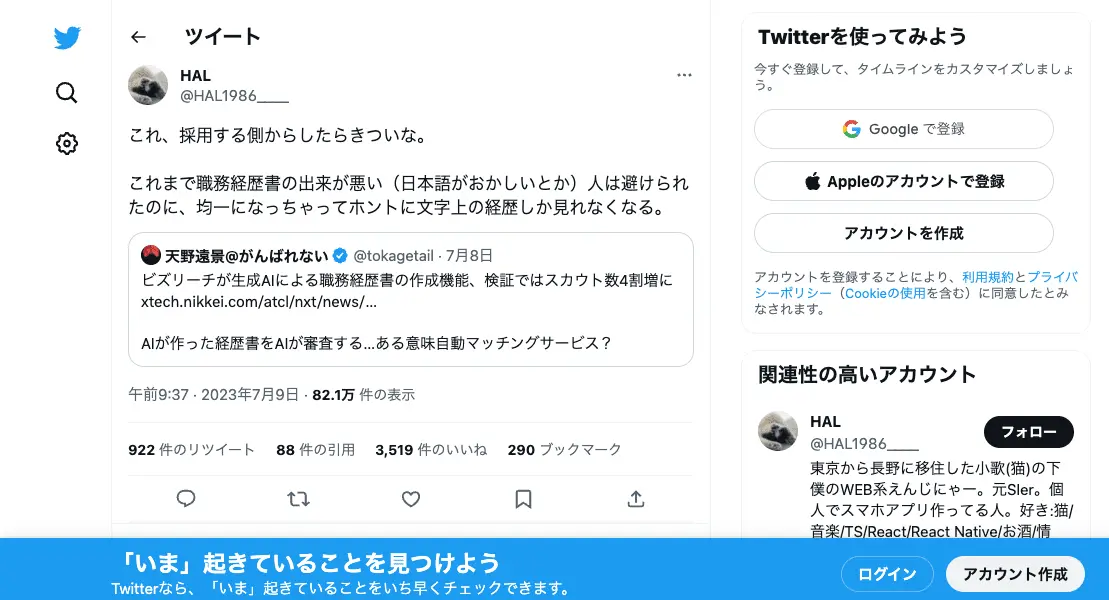 ツイート
HAL
@HAL1986____
これ、採用する側からしたらきついな。
これまで職務経歴書の出来が悪い（日本語がおかしいとか）人は避けられ
たのに、均一になっちゃってホントに文字上の経歴しか見れなくなる。
天野遠景@がんばれない @tokagetail · 7月8日
ビズリーチが生成AIによる職務経歴書の作成機能、検証ではスカウト数4割増に
xtech.nikkei.com/atcl/nxt/news/…
AIが作った経歴書をAIが審査する…ある意味自動マッチングサービス？
午前9:37 · 2023年7月9日 · 82.1万 件の表示
922 件のリツイート 88 件の引用 3,519 件のいいね 290 ブックマーク
Twitterを使ってみよう
今すぐ登録して、タイムラインをカスタマイズしましょ
う。
Google で登録
Appleのアカウントで登録
アカウントを作成
アカウントを登録することにより、利用規約とプライバ
シーポリシー（Cookieの使用を含む）に同意したとみ
なされます。
関連性の高いアカウント
HAL
@HAL1986____
フォロー
東京から長野に移住した小歌(猫)の下
僕のWEB系えんじにゃー。元SIer。個
人でスマホアプリ作ってる人。好き:猫/
音楽/TS/React/React Native/お酒/情
「いま」起きていることを見つけよう
Twitterなら、「いま」起きていることをいち早くチェックできます。
ログイン
アカウント作成